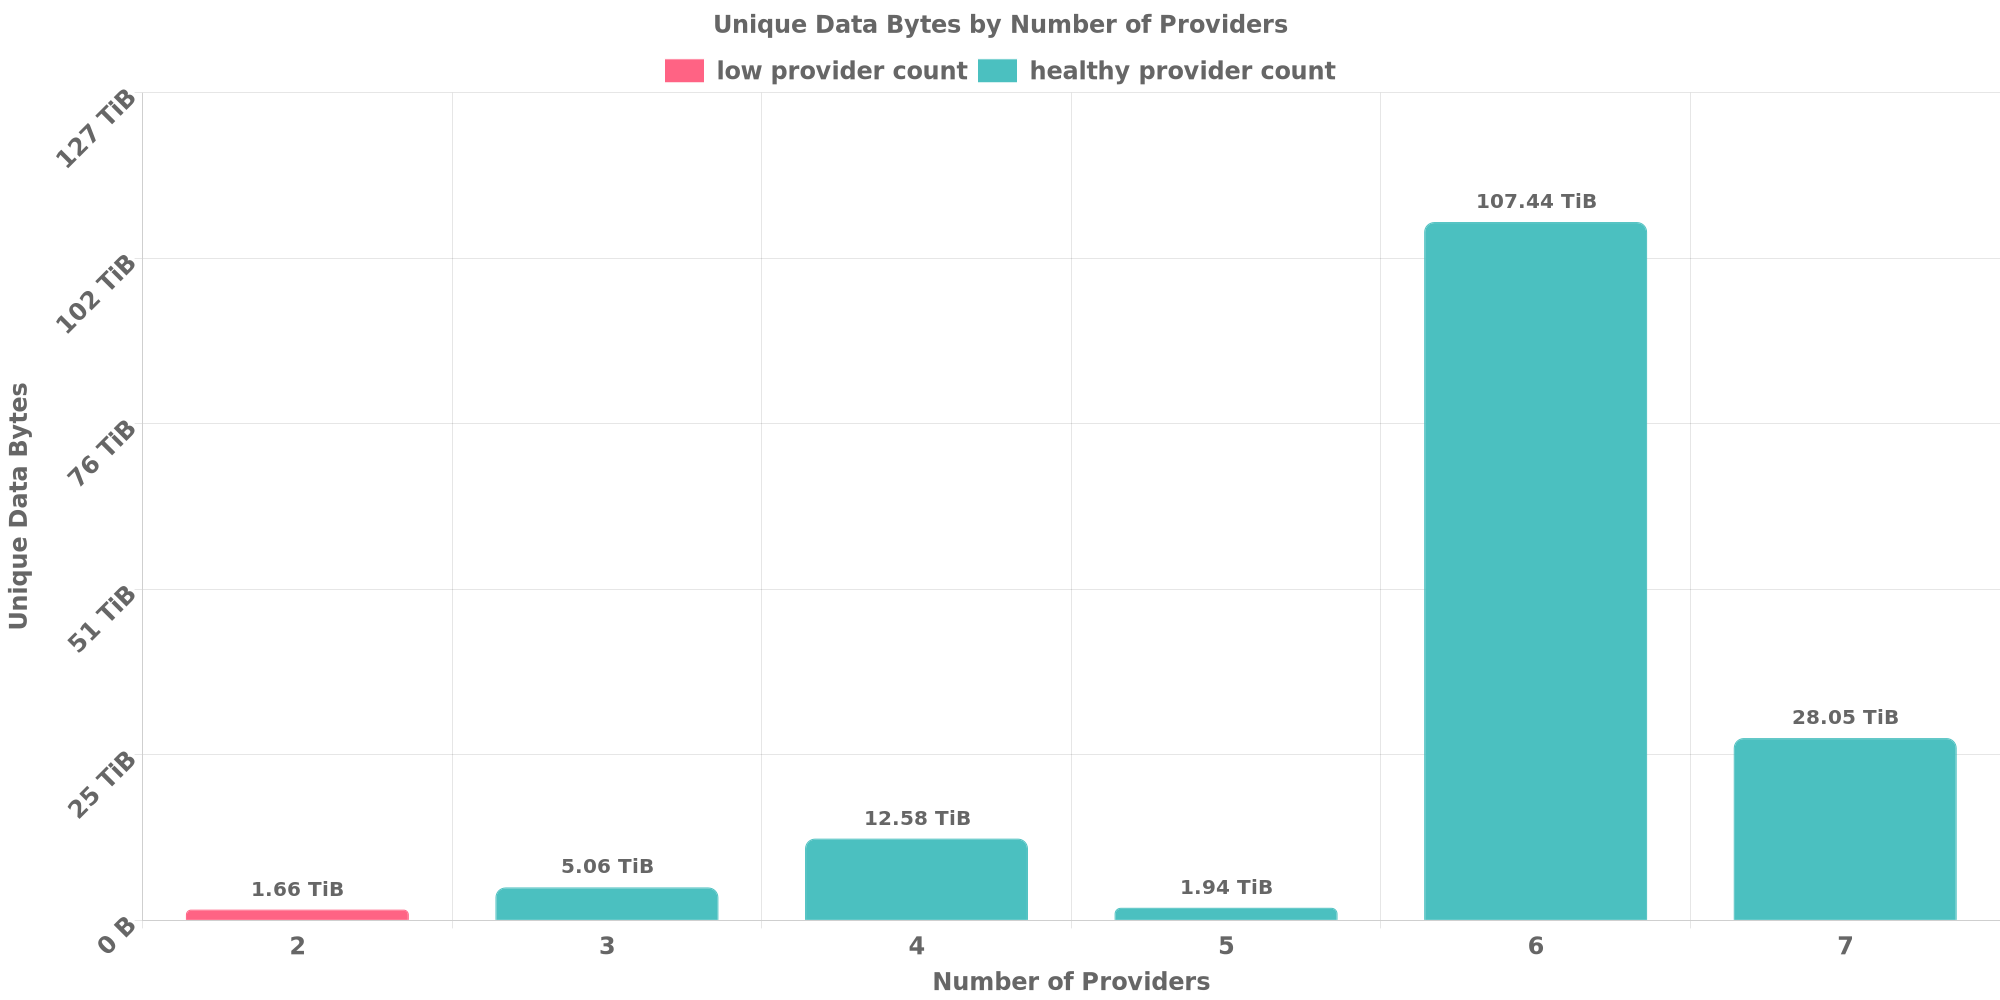 Unique Data Bytes by Number of Providers
low provider count healthy provider count
127 TiB
102 TiB
76 TiB
51 TiB
25 TiB
0 B
Unique Data Bytes
1.66 TiB
5.06 TiB
12.58 TiB
1.94 TiB
107.44 TiB
28.05 TiB
2 3 4 5 6 7
Number of Providers